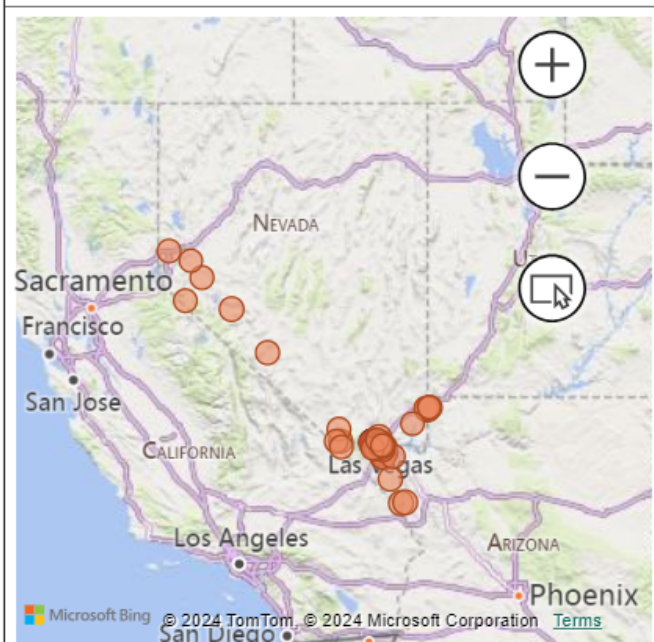 NEVADA
U
Sacramento
Francisco
San Jose
CALIFORNIA
Las Vegas
Los Angeles
ARIZONA
Phoenix
Microsoft Bing © 2024 TomTom, © 2024 Microsoft Corporation Terms
San Diego